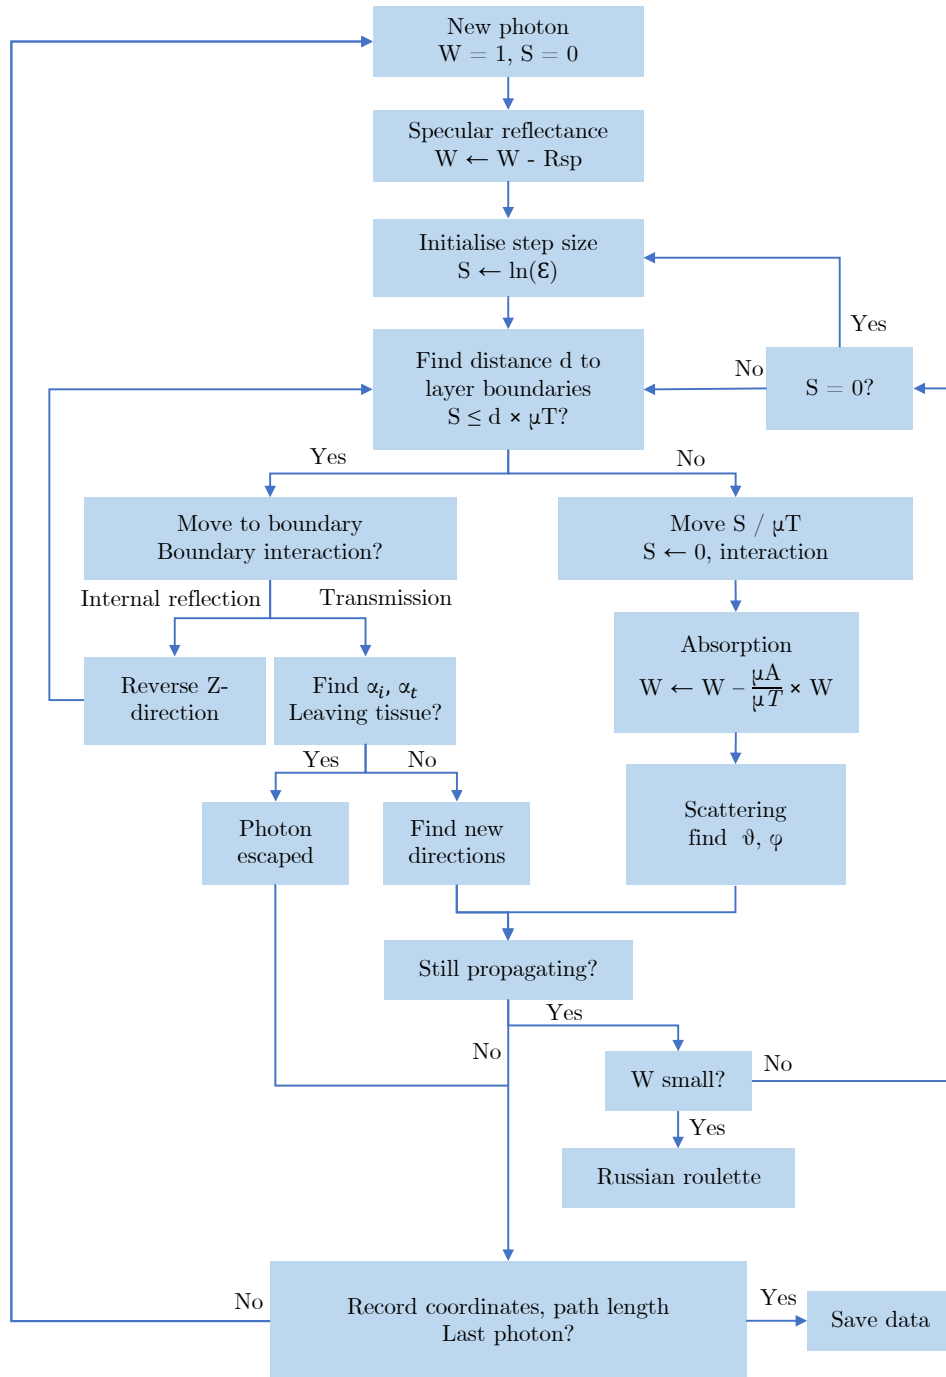 New photon
W = 1, S = 0
Specular reflectance
W ← W - Rsp
Initialise step size
S ← ln(Ɛ)
Yes
Find distance d to
layer boundaries
S ≤ d × μT?
No
S = 0?
Yes
No
Move to boundary
Boundary interaction?
Move S / μT
S ← 0, interaction
Internal reflection
Transmission
Absorption
W ← W – μA/μT × W
Reverse Z-
direction
Find αi, αt
Leaving tissue?
Yes
No
Photon
escaped
Find new
directions
Scattering
find ϑ, φ
Still propagating?
Yes
No
W small?
No
Yes
Russian roulette
No
Record coordinates, path length
Last photon?
Yes
Save data